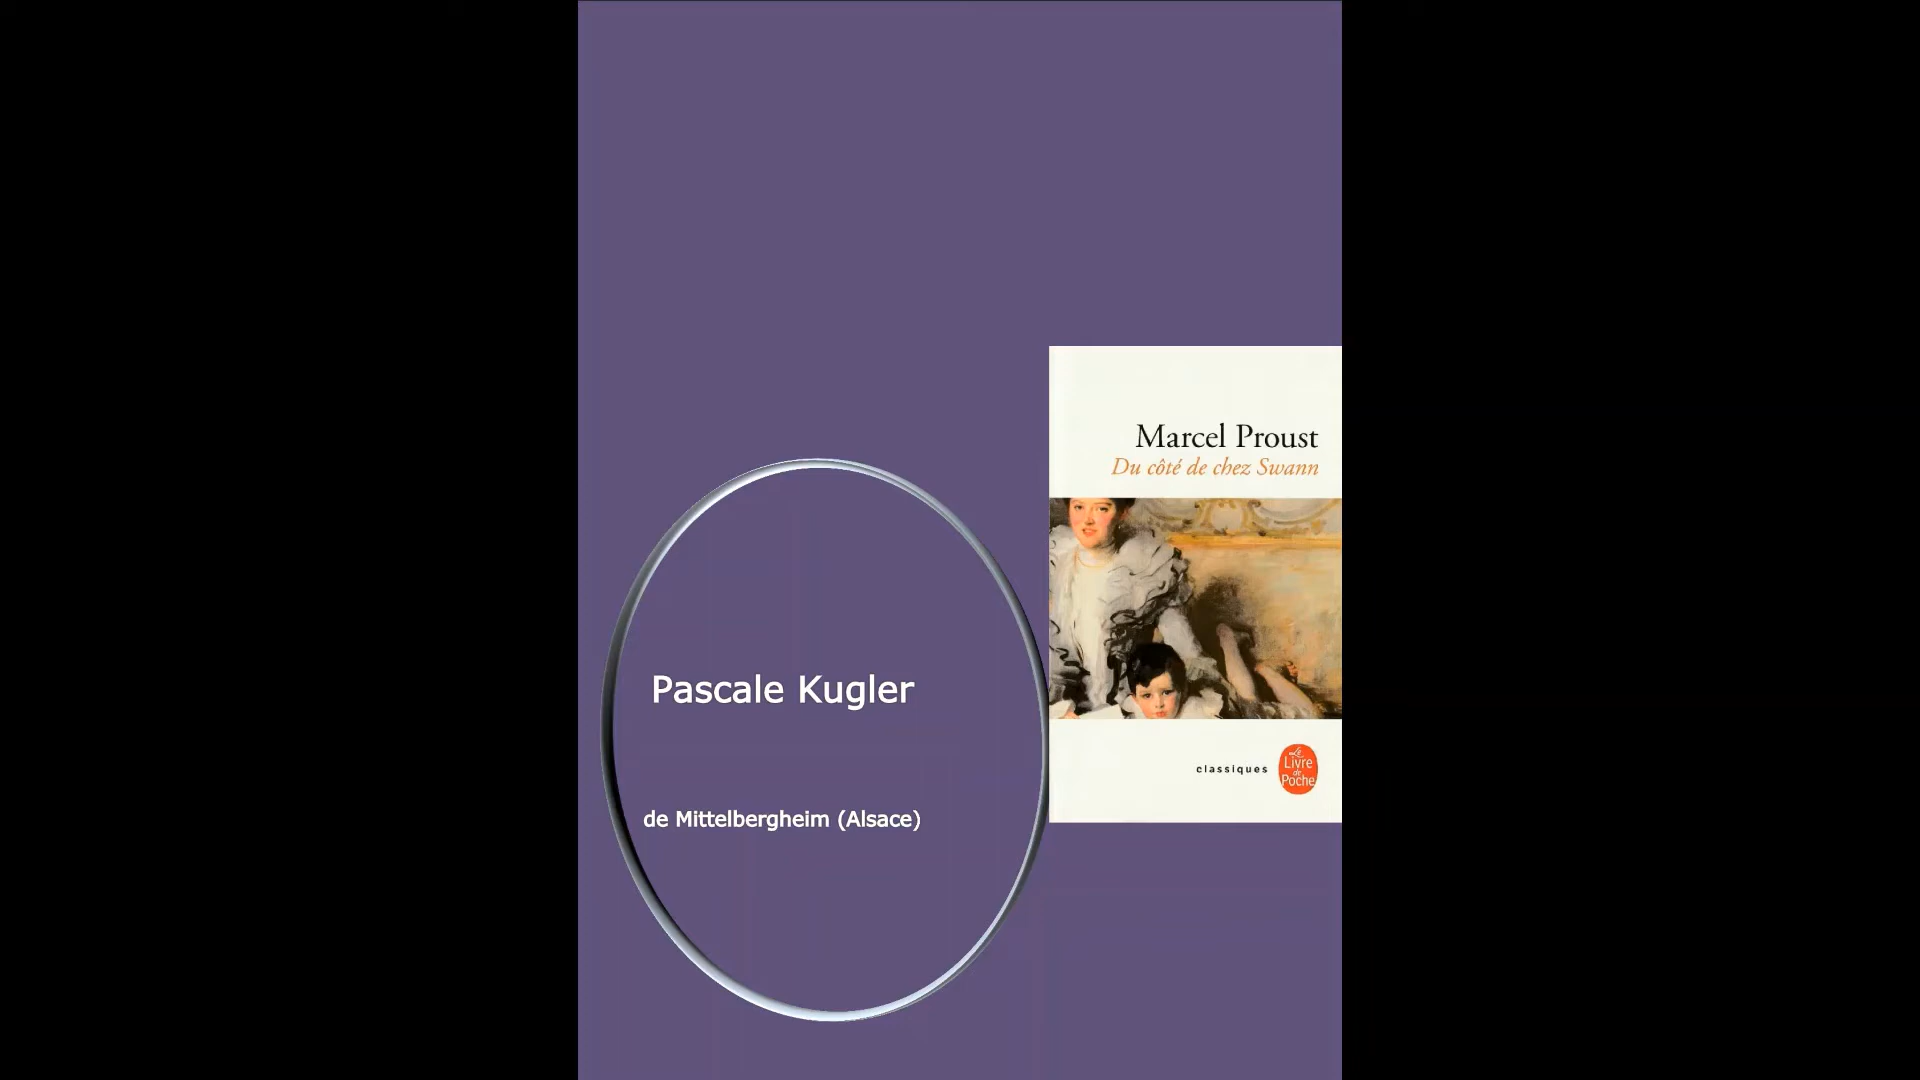 Marcel Proust
Du côté de chez Swann
Pascale Kugler
classiques
Le
Livre
de
Poche
de Mittelbergheim (Alsace)